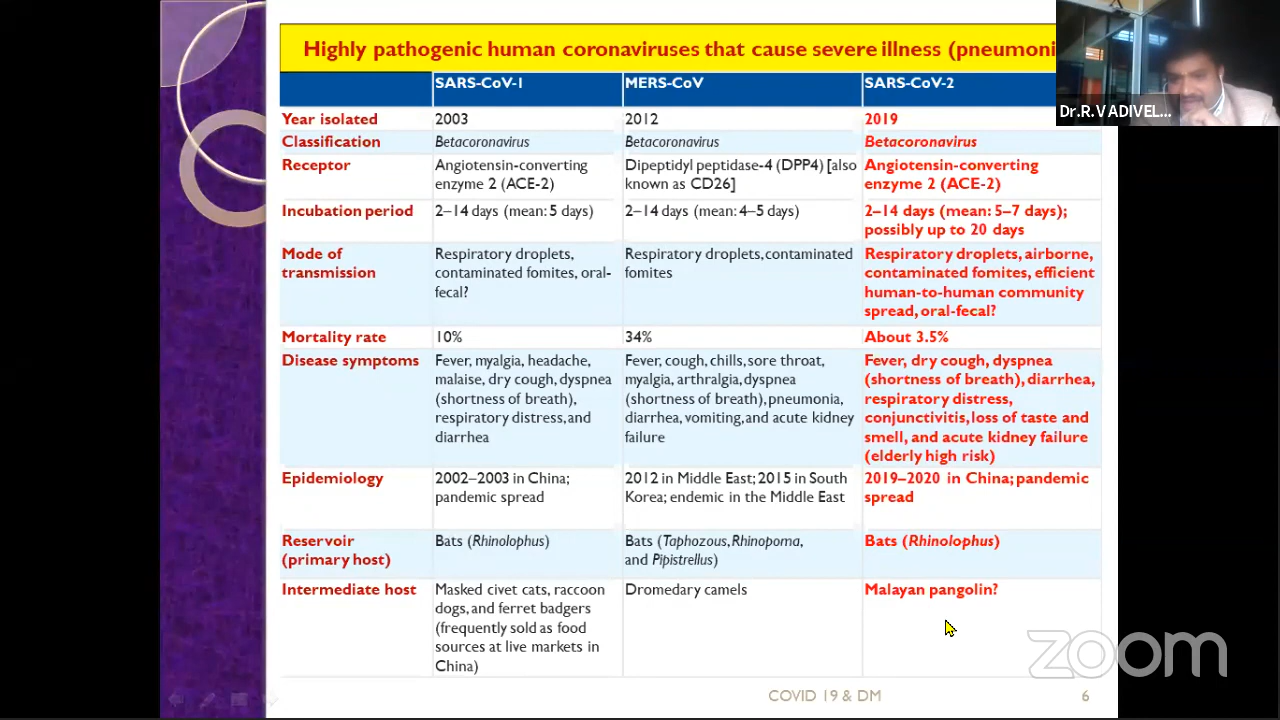 Highly pathogenic human coronaviruses that cause severe illness (pneumoni
Dr.R.VADIVEL...
SARS-CoV-1 MERS-CoV SARS-CoV-2
Year isolated 2003 2012 2019
Classification Betacoronavirus Betacoronavirus Betacoronavirus
Receptor Angiotensin-converting Dipeptidyl peptidase-4 (DPP4) [also Angiotensin-converting
enzyme 2 (ACE-2) known as CD26] enzyme 2 (ACE-2)
Incubation period 2–14 days (mean: 5 days) 2–14 days (mean: 4–5 days) 2–14 days (mean: 5–7 days);
possibly up to 20 days
Mode of Respiratory droplets, Respiratory droplets, contaminated Respiratory droplets, airborne,
transmission contaminated fomites, oral- fomites contaminated fomites, efficient
fecal? human-to-human community
spread, oral-fecal?
Mortality rate 10% 34% About 3.5%
Disease symptoms Fever, myalgia, headache, Fever, cough, chills, sore throat, Fever, dry cough, dyspnea
malaise, dry cough, dyspnea myalgia, arthralgia, dyspnea (shortness of breath), diarrhea,
(shortness of breath), (shortness of breath), pneumonia, respiratory distress,
respiratory distress, and diarrhea, vomiting, and acute kidney conjunctivitis, loss of taste and
diarrhea failure smell, and acute kidney failure
(elderly high risk)
Epidemiology 2002–2003 in China; 2012 in Middle East; 2015 in South 2019–2020 in China; pandemic
pandemic spread Korea; endemic in the Middle East spread
Reservoir Bats (Rhinolophus) Bats (Taphozous, Rhinopoma, Bats (Rhinolophus)
(primary host) and Pipistrellus)
Intermediate host Masked civet cats, raccoon Dromedary camels Malayan pangolin?
dogs, and ferret badgers
(frequently sold as food
sources at live markets in
China)
zoom
COVID 19 & DM 6